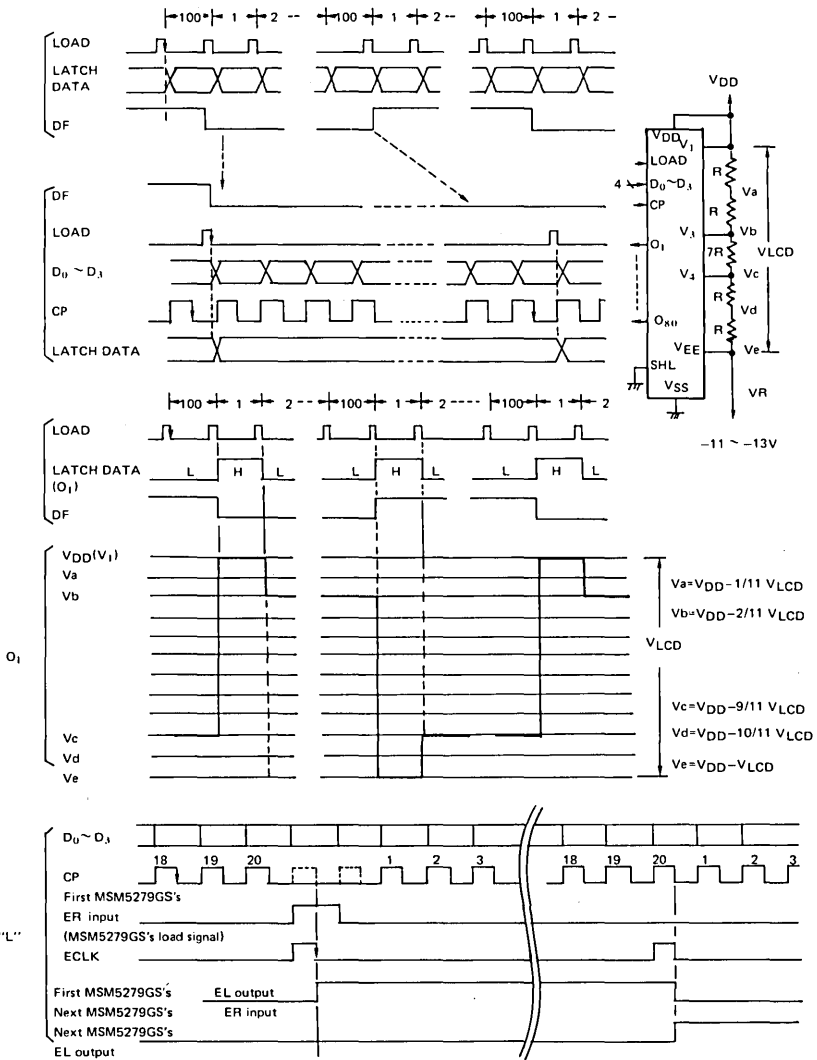 100 1 2 -- 100 1 2-- 100 1 2 -
LOAD
LATCH
DATA
DF
DF
LOAD
D0 ~ D3
CP
LATCH DATA
VDD
VDD V1
LOAD
4 D0~D3
CP
V3
O1
V4
O80
VEE
SHL
VSS
R
R
7R
R
R
Va
Vb
Vc
Vd
Ve
VLCD
VR
-11 ~ -13V
100 1 2 --- 100 1 2 ---- 100 1 2
LOAD
LATCH DATA L H L L H L L H L
(O1)
DF
O1
VDD(V1)
Va
Vb
Vc
Vd
Ve
VLCD
Va=VDD-1/11 VLCD
Vb=VDD-2/11 VLCD
Vc=VDD-9/11 VLCD
Vd=VDD-10/11 VLCD
Ve=VDD-VLCD
"L"
D0~ D3
18 19 20 1 2 3 18 19 20 1 2 3
CP
First MSM5279GS's
ER input
(MSM5279GS's load signal)
ECLK
First MSM5279GS's EL output
Next MSM5279GS's ER input
Next MSM5279GS's
EL output